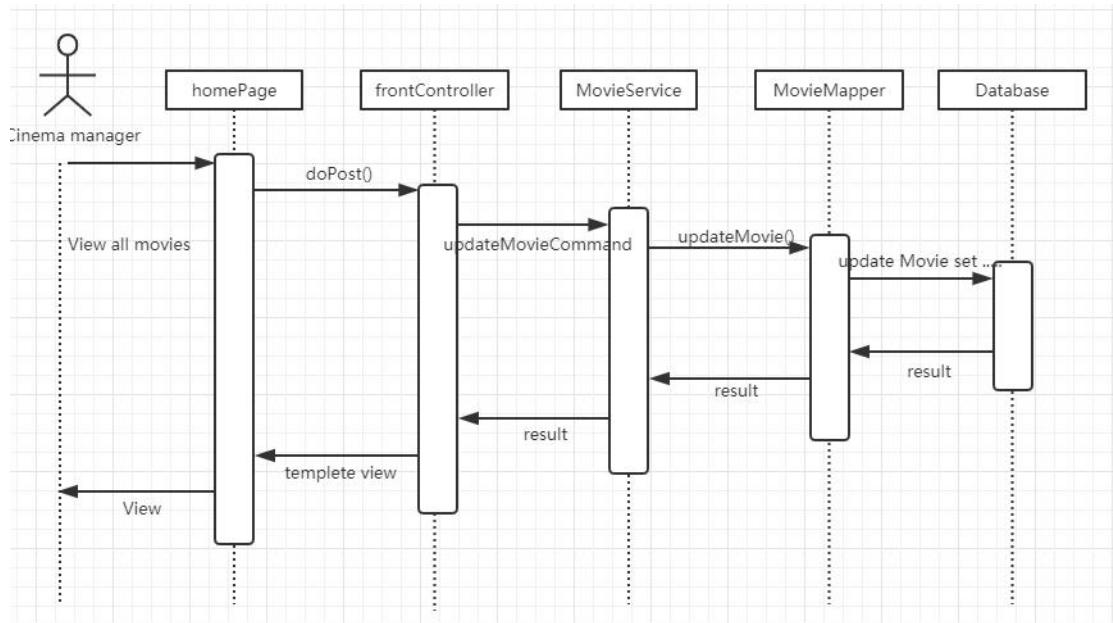 homePage
frontController
MovieService
MovieMapper
Database
Cinema manager
doPost()
View all movies
updateMovieCommand
updateMovie()
update Movie set .....
result
result
result
templete view
View